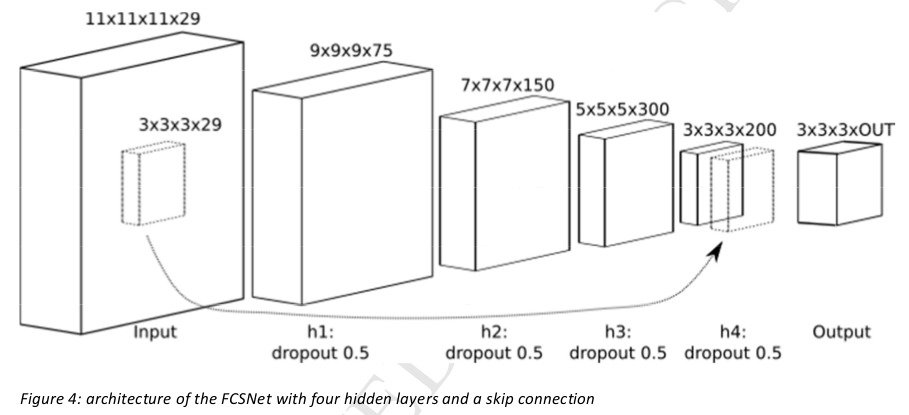 11x11x11x29
9x9x9x75
7x7x7x150
5x5x5x300
3x3x3x29
3x3x3x200
3x3x3xOUT
Input
h1:
dropout 0.5
h2:
dropout 0.5
h3:
dropout 0.5
h4:
dropout 0.5
Output
Figure 4: architecture of the FCSNet with four hidden layers and a skip connection